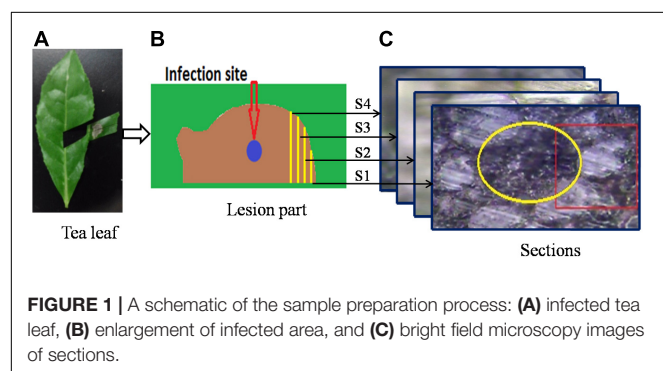 A
B
C
Infection site
S4
S3
S2
S1
Tea leaf
Lesion part
Sections
FIGURE 1 | A schematic of the sample preparation process: (A) infected tea
leaf, (B) enlargement of infected area, and (C) bright field microscopy images
of sections.